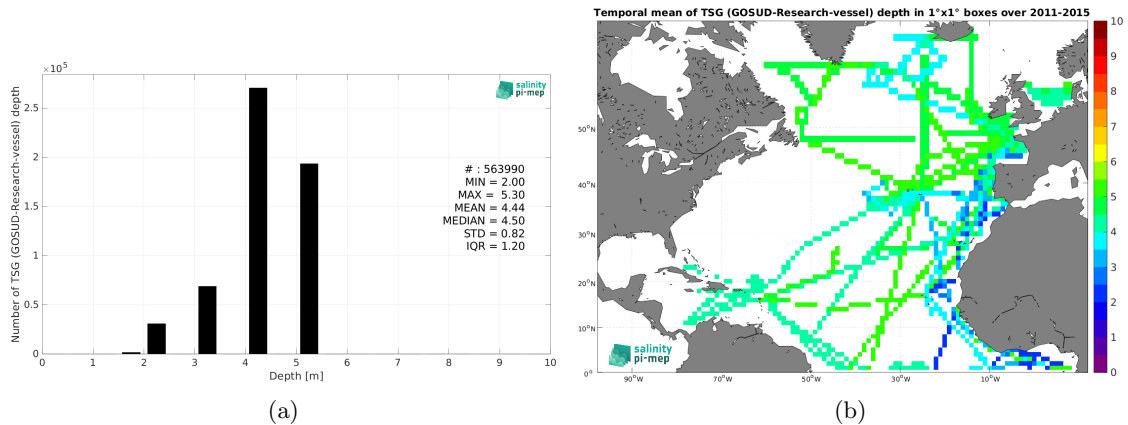 ×10⁵
2.5
2
1.5
1
0.5
0
Number of TSG (GOSUD-Research-vessel) depth
salinity
pi-mep
# : 563990
MIN = 2.00
MAX = 5.30
MEAN = 4.44
MEDIAN = 4.50
STD = 0.82
IQR = 1.20
0 1 2 3 4 5 6 7 8 9 10
Depth [m]
(a)
Temporal mean of TSG (GOSUD-Research-vessel) depth in 1°x1° boxes over 2011-2015
50°N
40°N
30°N
20°N
10°N
0°
90°W 70°W 50°W 30°W 10°W
salinity
pi-mep
10
9
8
7
6
5
4
3
2
1
0
(b)